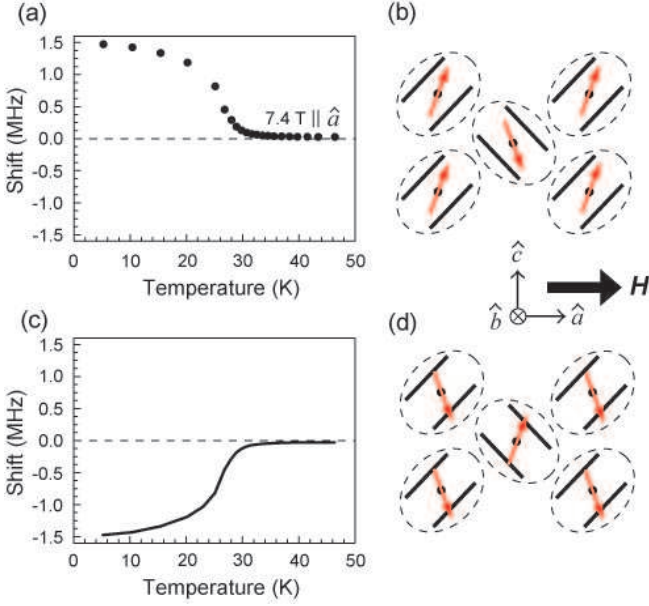 (a)
1.5
1.0
0.5
0.0
-0.5
-1.0
-1.5
Shift (MHz)
7.4 T || â
0 10 20 30 40 50
Temperature (K)
(b)
ĉ
b̂ â
H
(c)
1.5
1.0
0.5
0.0
-0.5
-1.0
-1.5
Shift (MHz)
0 10 20 30 40 50
Temperature (K)
(d)